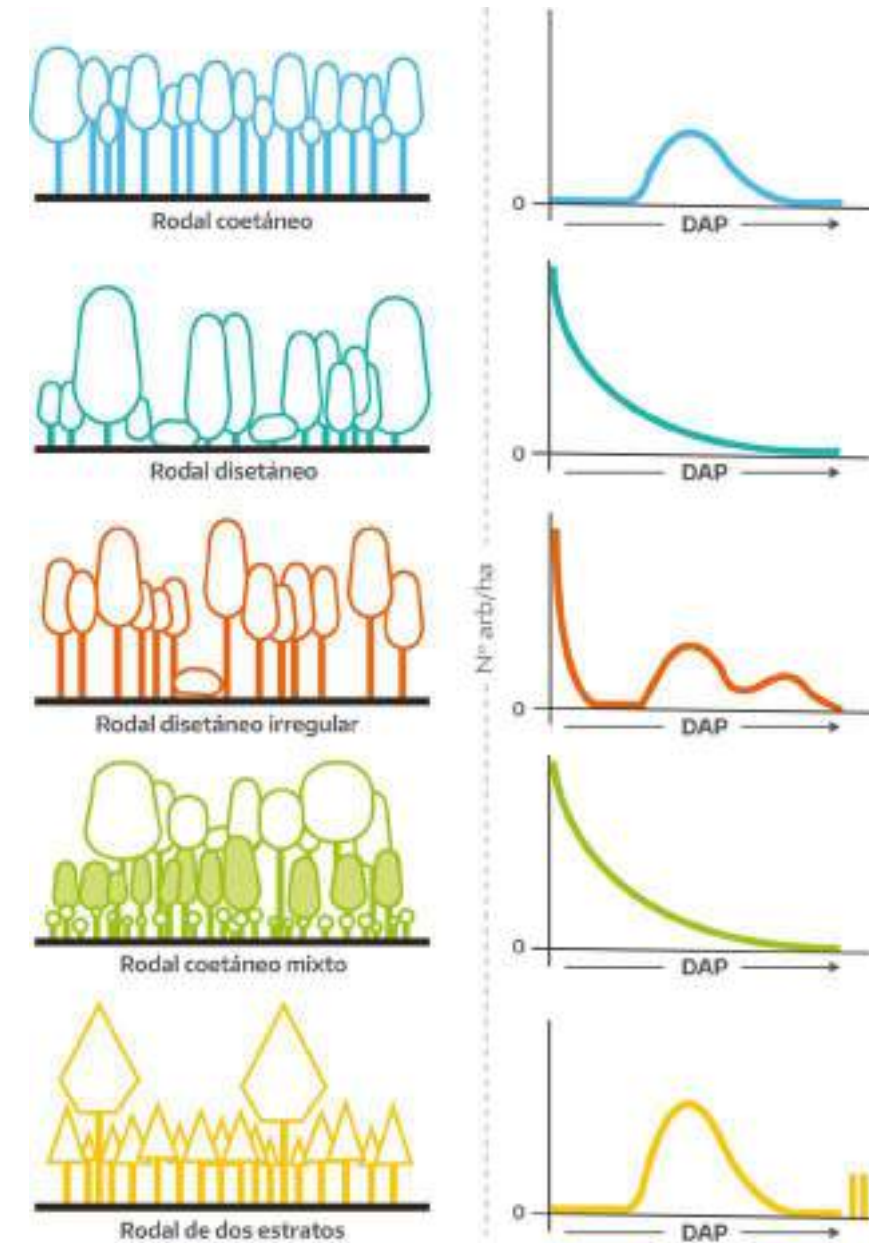 Rodal coetáneo
0
DAP
Rodal disetáneo
0
DAP
Nº arb/ha
Rodal disetáneo irregular
0
DAP
Rodal coetáneo mixto
0
DAP
Rodal de dos estratos
0
DAP